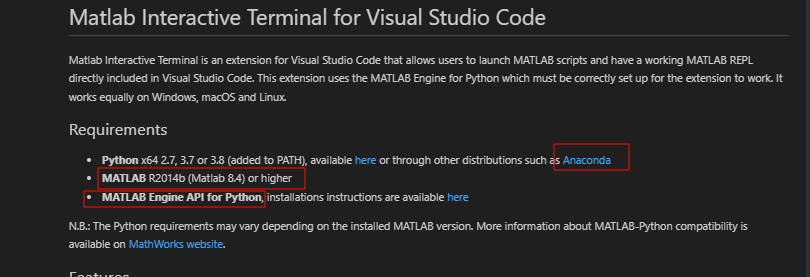 Matlab Interactive Terminal for Visual Studio Code
Matlab Interactive Terminal is an extension for Visual Studio Code that allows users to launch MATLAB scripts and have a working MATLAB REPL
directly included in Visual Studio Code. This extension uses the MATLAB Engine for Python which must be correctly set up for the extension to work. It
works equally on Windows, macOS and Linux.
Requirements
• Python x64 2.7, 3.7 or 3.8 (added to PATH), available here or through other distributions such as Anaconda
• MATLAB R2014b (Matlab 8.4) or higher
• MATLAB Engine API for Python, installations instructions are available here
N.B.: The Python requirements may vary depending on the installed MATLAB version. More information about MATLAB-Python compatibility is
available on MathWorks website.
Features